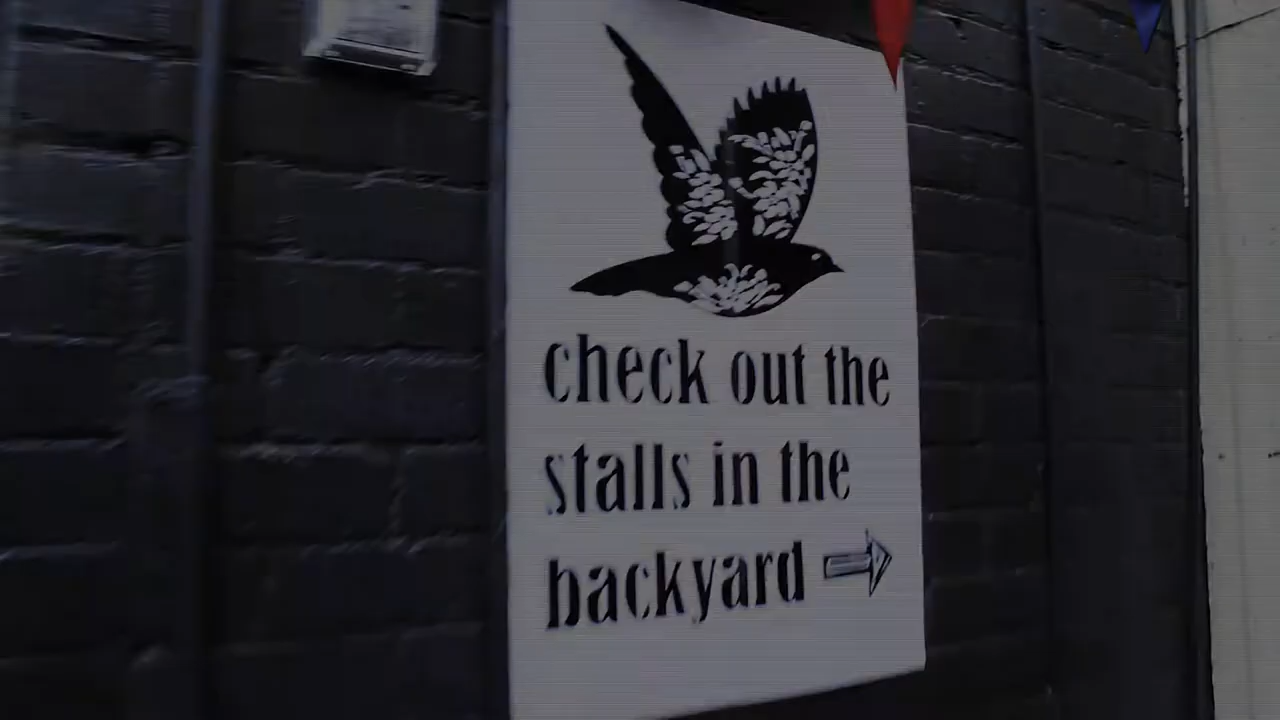 check out the
stalls in the
backyard